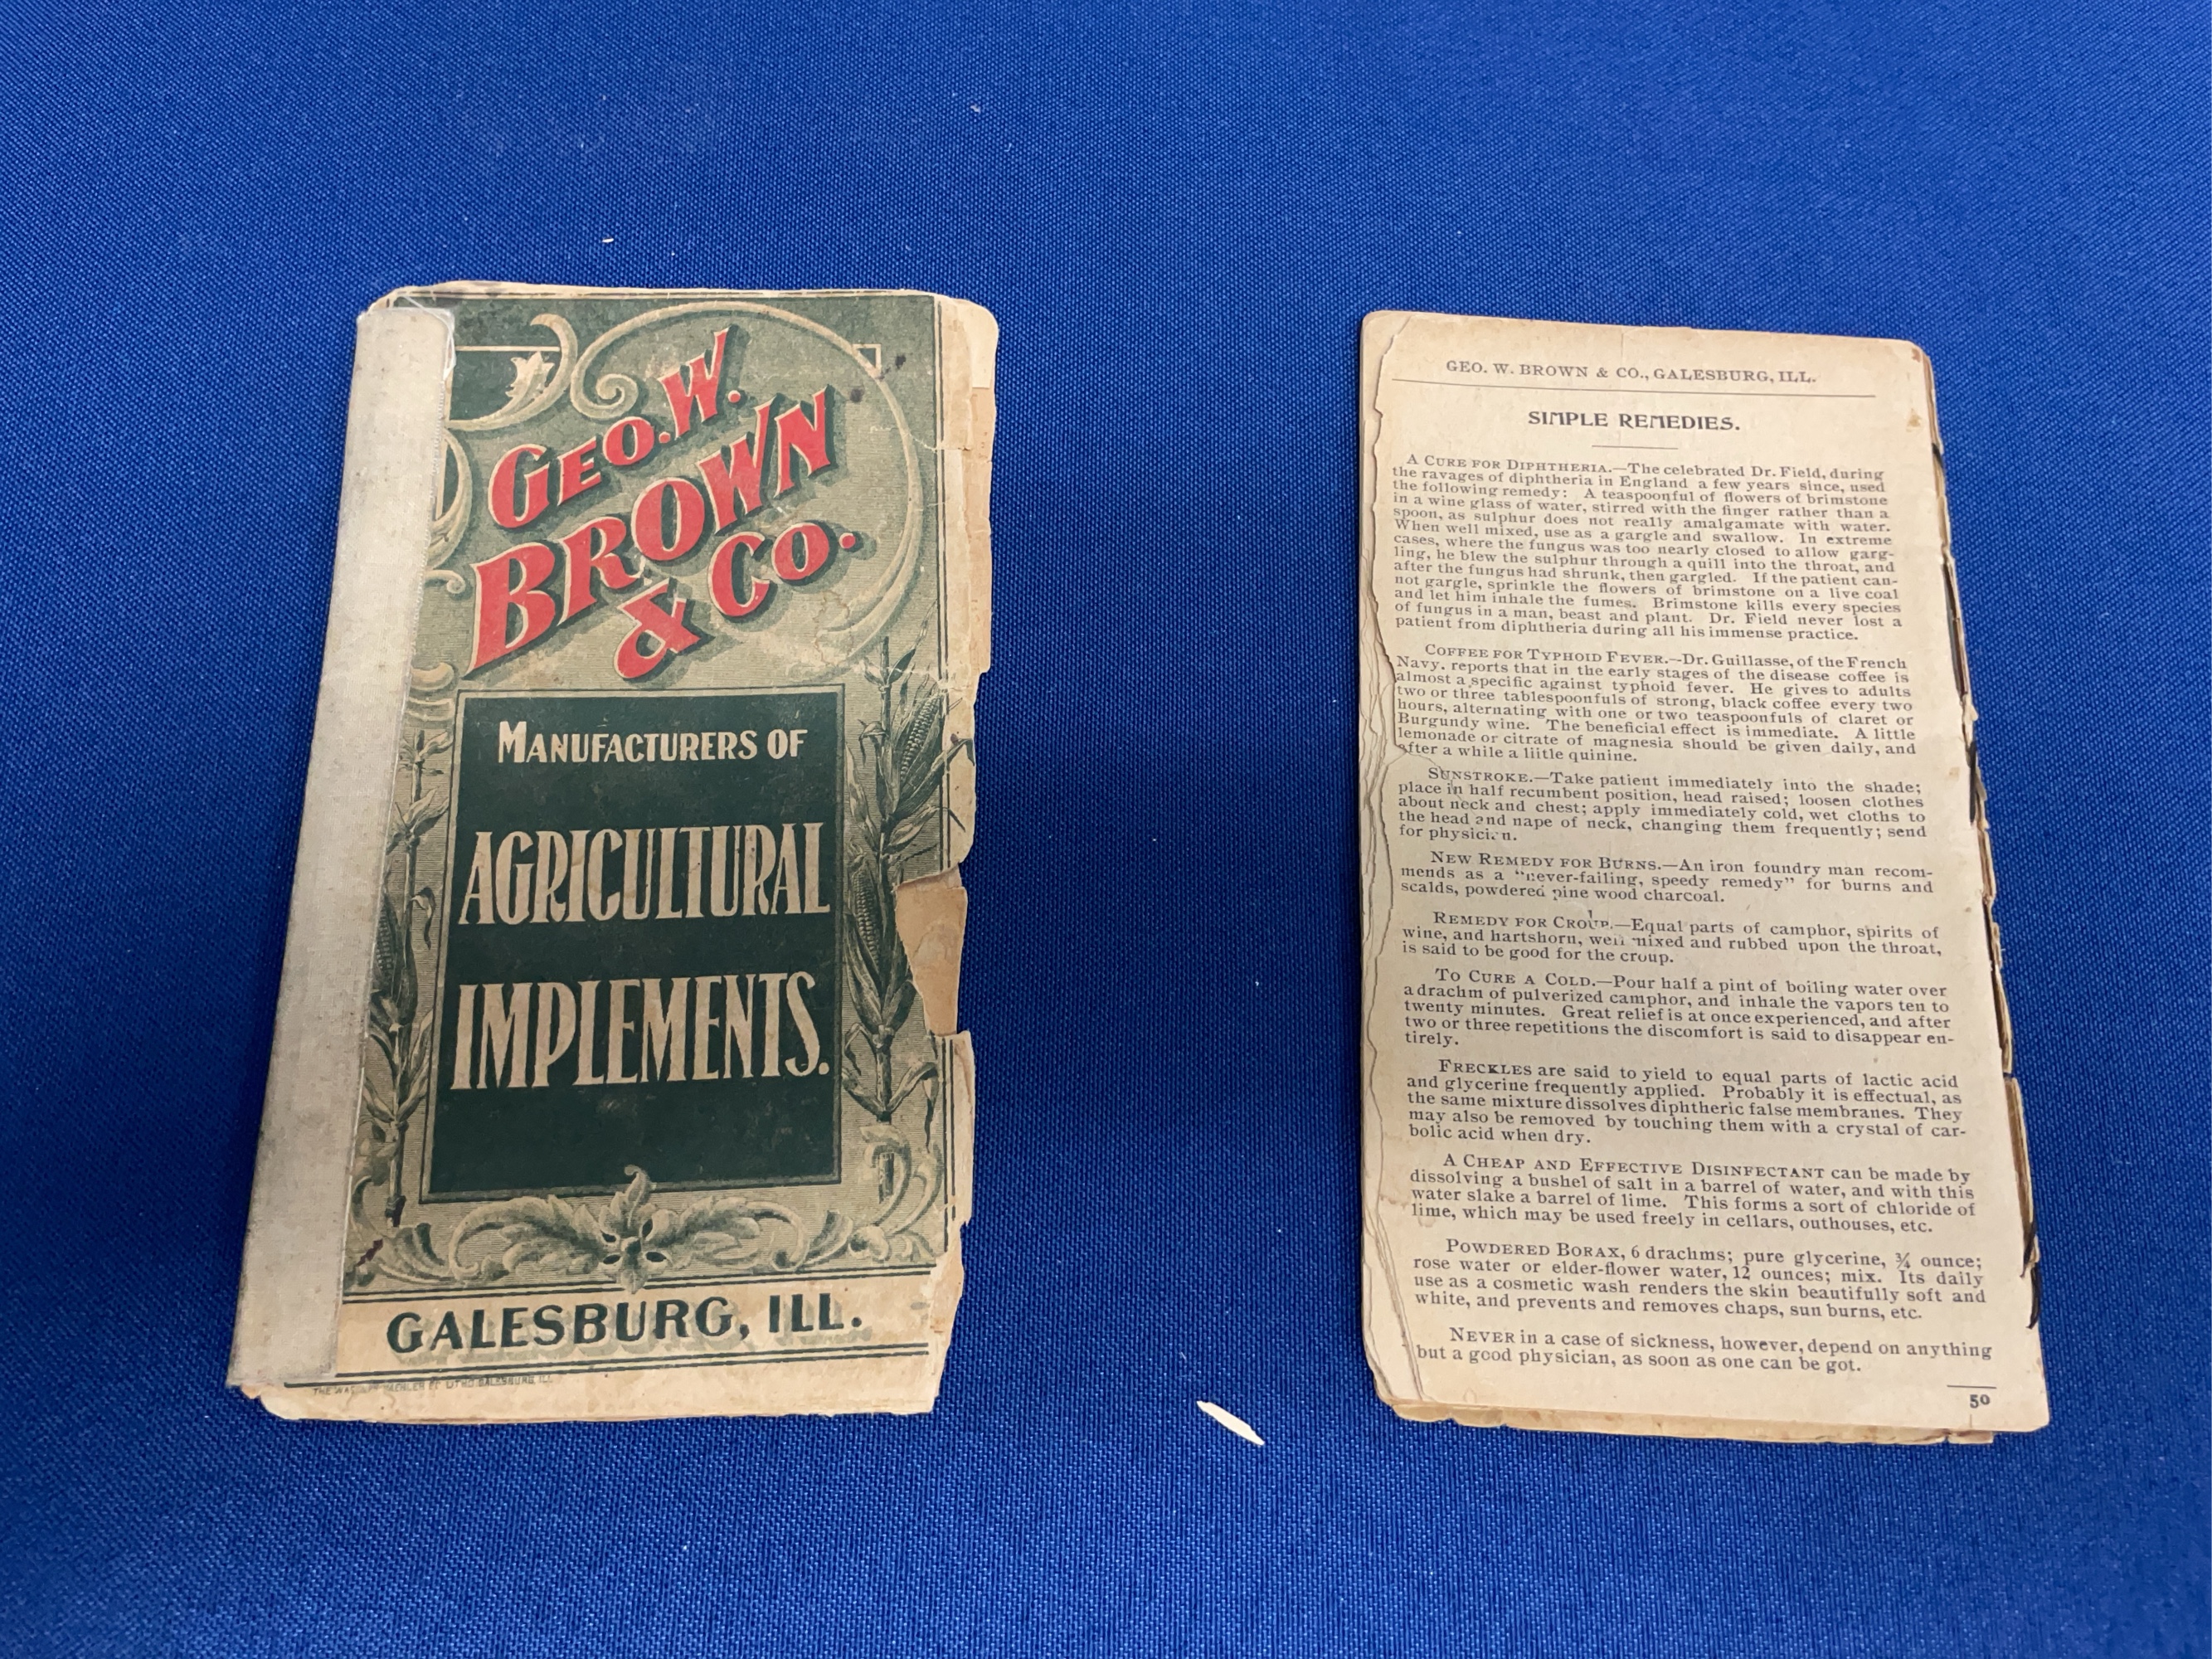 GEO. W.
BROWN
& CO.
MANUFACTURERS OF
AGRICULTURAL
IMPLEMENTS.
GALESBURG, ILL.
LITHO. GALESBURG, ILL.
GEO. W. BROWN & CO., GALESBURG, ILL.
SIMPLE REMEDIES.
A CURE FOR DIPHTHERIA.—The celebrated Dr. Field, during
the ravages of diphtheria in England a few years since, used
the following remedy: A teaspoonful of flowers of brimstone
in a wine glass of water, stirred with the finger rather than a
spoon, as sulphur does not really amalgamate with water.
When well mixed, use as a gargle and swallow. In extreme
cases, where the fungus was too nearly closed to allow garg-
ling, he blew the sulphur through a quill into the throat, and
after the fungus had shrunk, then gargled. If the patient can-
not gargle, sprinkle the flowers of brimstone on a live coal
and let him inhale the fumes. Brimstone kills every species
of fungus in a man, beast and plant. Dr. Field never lost a
patient from diphtheria during all his immense practice.
COFFEE FOR TYPHOID FEVER.—Dr. Guillasse, of the French
Navy, reports that in the early stages of the disease coffee is
almost a specific against typhoid fever. He gives to adults
two or three tablespoonfuls of strong, black coffee every two
hours, alternating with one or two teaspoonfuls of claret or
Burgundy wine. The beneficial effect is immediate. A little
lemonade or citrate of magnesia should be given daily, and
after a while a liitle quinine.
SUNSTROKE.—Take patient immediately into the shade;
place in half recumbent position, head raised; loosen clothes
about neck and chest; apply immediately cold, wet cloths to
the head and nape of neck, changing them frequently; send
for physician.
NEW REMEDY FOR BURNS.—An iron foundry man recom-
mends as a "never-failing, speedy remedy" for burns and
scalds, powdered pine wood charcoal.
REMEDY FOR CROUP.—Equal parts of camphor, spirits of
wine, and hartshorn, well mixed and rubbed upon the throat,
is said to be good for the croup.
TO CURE A COLD.—Pour half a pint of boiling water over
a drachm of pulverized camphor, and inhale the vapors ten to
twenty minutes. Great relief is at once experienced, and after
two or three repetitions the discomfort is said to disappear en-
tirely.
FRECKLES are said to yield to equal parts of lactic acid
and glycerine frequently applied. Probably it is effectual, as
the same mixture dissolves diphtheric false membranes. They
may also be removed by touching them with a crystal of car-
bolic acid when dry.
A CHEAP AND EFFECTIVE DISINFECTANT can be made by
dissolving a bushel of salt in a barrel of water, and with this
water slake a barrel of lime. This forms a sort of chloride of
lime, which may be used freely in cellars, outhouses, etc.
POWDERED BORAX, 6 drachms; pure glycerine, ¾ ounce;
rose water or elder-flower water, 12 ounces; mix. Its daily
use as a cosmetic wash renders the skin beautifully soft and
white, and prevents and removes chaps, sun burns, etc.
NEVER in a case of sickness, however, depend on anything
but a good physician, as soon as one can be got.
50